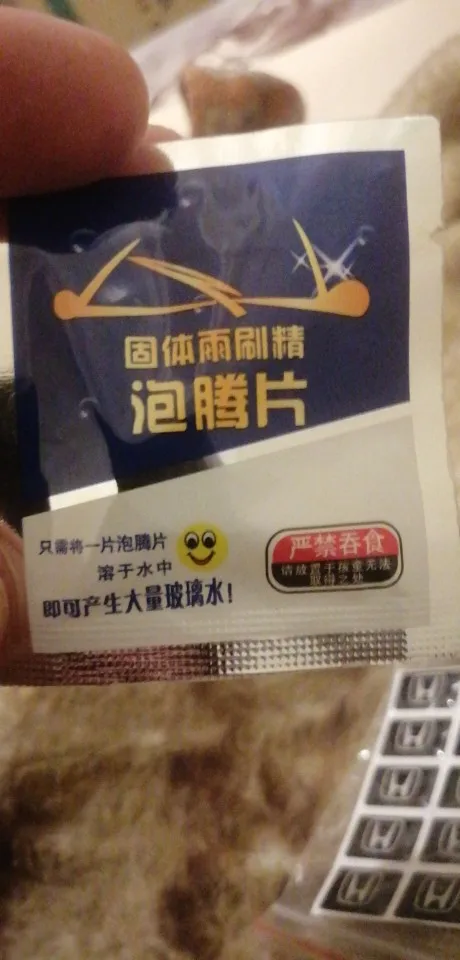 固体雨刷精
泡腾片
只需将一片泡腾片
溶于水中
即可产生大量玻璃水!
严禁吞食
请放置于孩童无法
取得之处